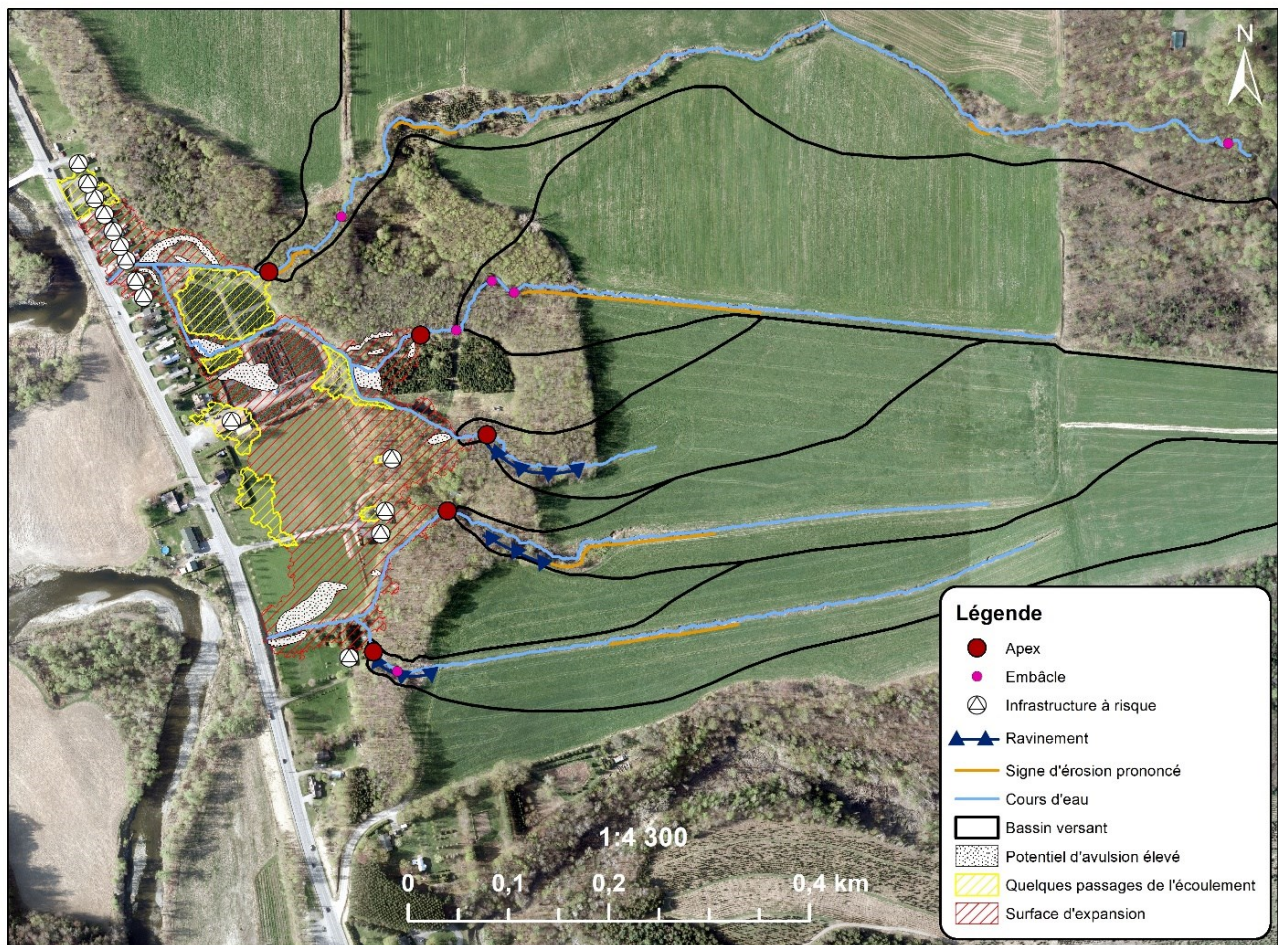 N
Légende
Apex
Embâcle
Infrastructure à risque
Ravinement
Signe d'érosion prononcé
Cours d'eau
Bassin versant
Potentiel d'avulsion élevé
Quelques passages de l'écoulement
Surface d'expansion
1:4 300
0 0,1 0,2 0,4 km